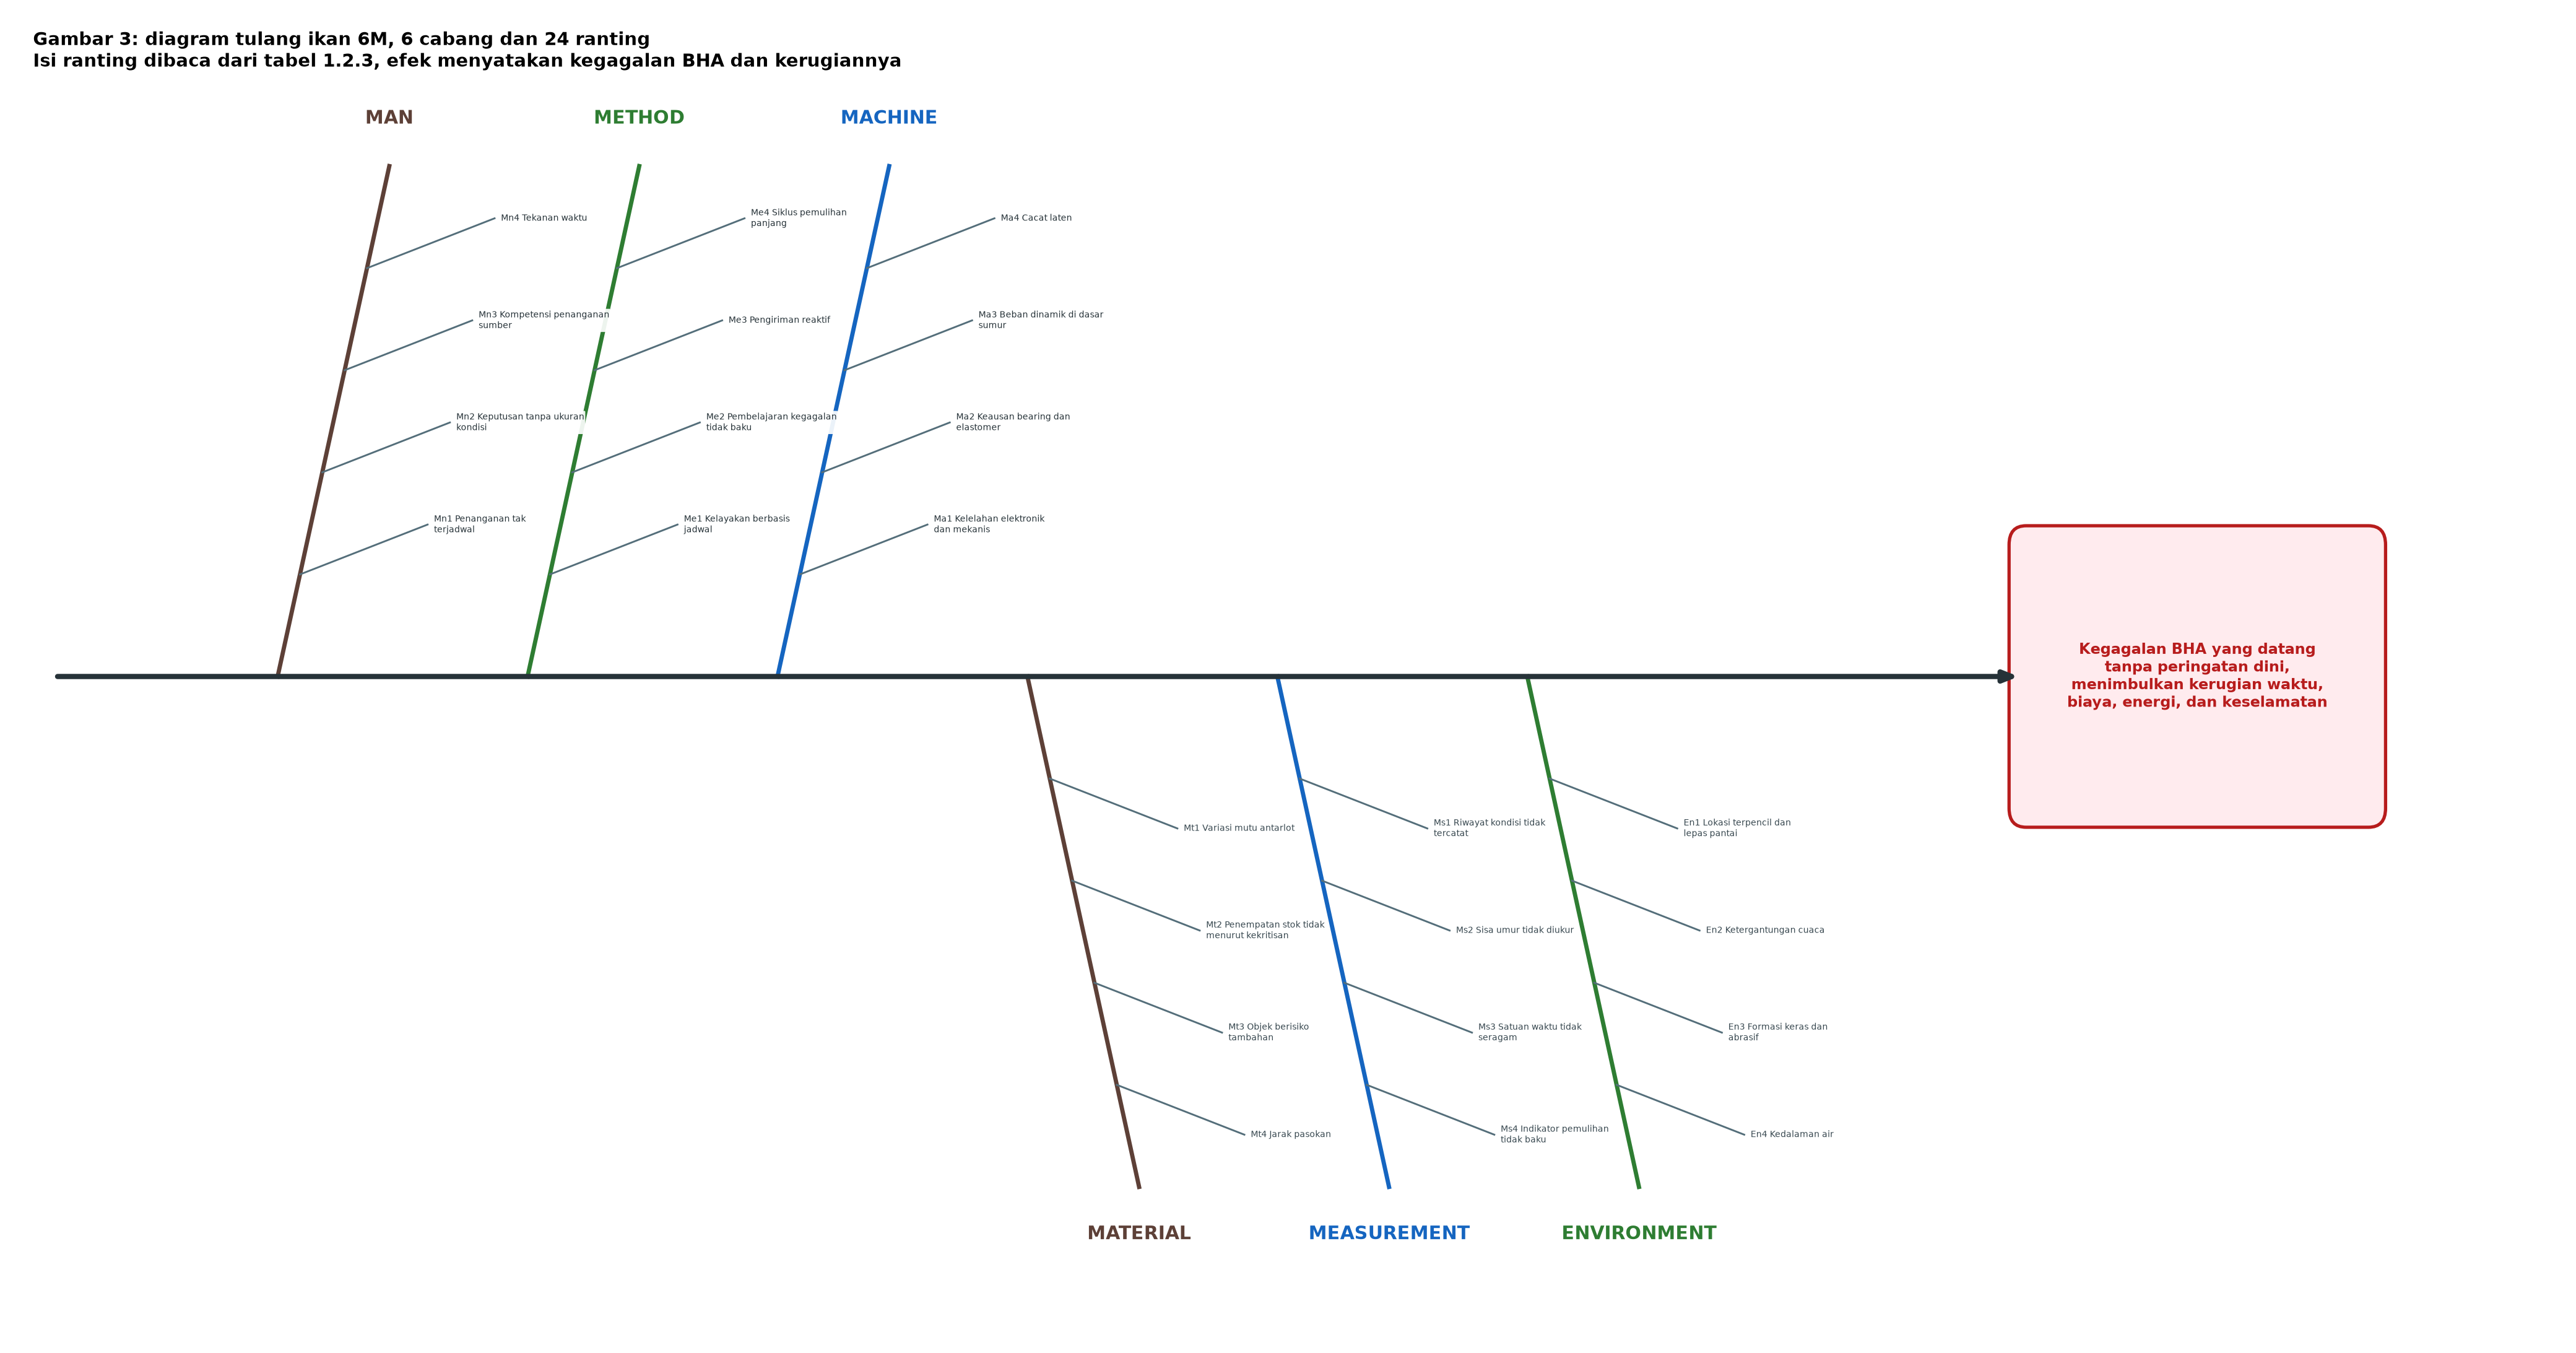 Gambar 3: diagram tulang ikan 6M, 6 cabang dan 24 ranting
Isi ranting dibaca dari tabel 1.2.3, efek menyatakan kegagalan BHA dan kerugiannya
MAN
METHOD
MACHINE
Mn4 Tekanan waktu
Me4 Siklus pemulihan
panjang
Ma4 Cacat laten
Mn3 Kompetensi penanganan
sumber
Me3 Pengiriman reaktif
Ma3 Beban dinamik di dasar
sumur
Mn2 Keputusan tanpa ukuran
kondisi
Me2 Pembelajaran kegagalan
tidak baku
Ma2 Keausan bearing dan
elastomer
Mn1 Penanganan tak
terjadwal
Me1 Kelayakan berbasis
jadwal
Ma1 Kelelahan elektronik
dan mekanis
Kegagalan BHA yang datang
tanpa peringatan dini,
menimbulkan kerugian waktu,
biaya, energi, dan keselamatan
Mt1 Variasi mutu antarlot
Ms1 Riwayat kondisi tidak
tercatat
En1 Lokasi terpencil dan
lepas pantai
Mt2 Penempatan stok tidak
menurut kekritisan
Ms2 Sisa umur tidak diukur
En2 Ketergantungan cuaca
Mt3 Objek berisiko
tambahan
Ms3 Satuan waktu tidak
seragam
En3 Formasi keras dan
abrasif
Mt4 Jarak pasokan
Ms4 Indikator pemulihan
tidak baku
En4 Kedalaman air
MATERIAL
MEASUREMENT
ENVIRONMENT